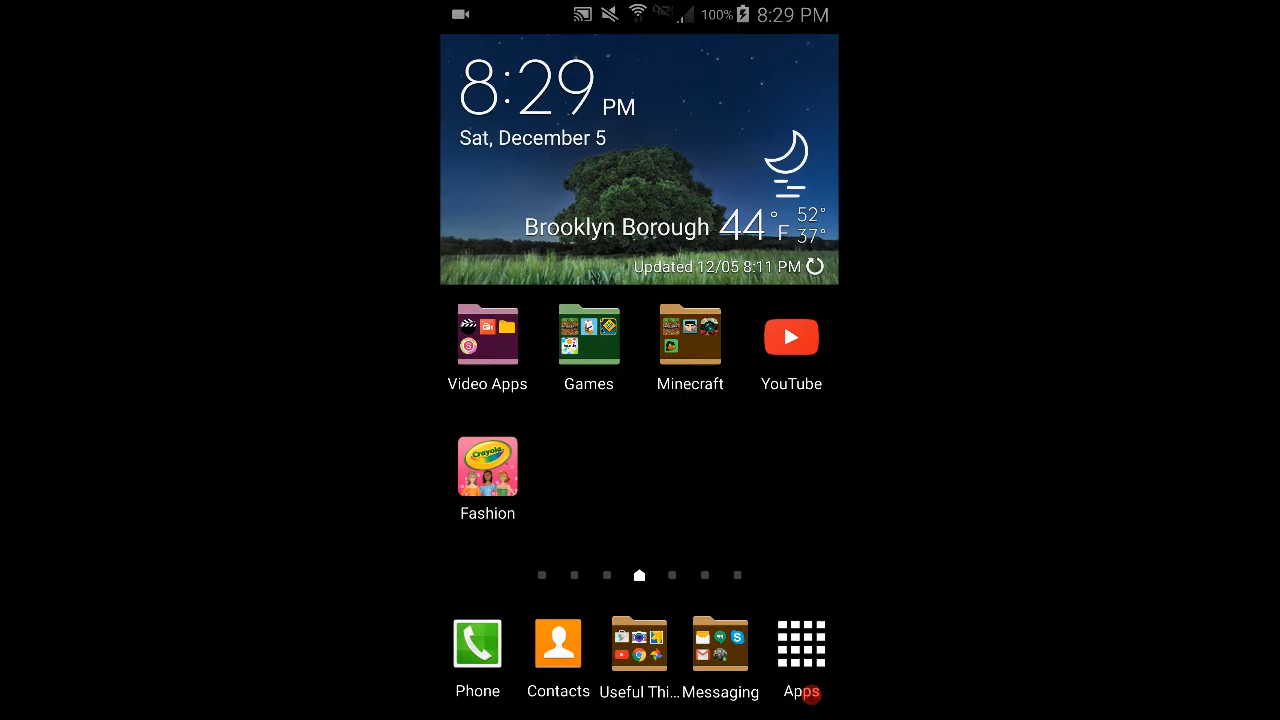 100% 8:29 PM
8:29 PM
Sat, December 5
Brooklyn Borough 44°F 52° 37°
Updated 12/05 8:11 PM
Video Apps Games Minecraft YouTube
Crayola
Fashion
Phone Contacts Useful Thi... Messaging Apps